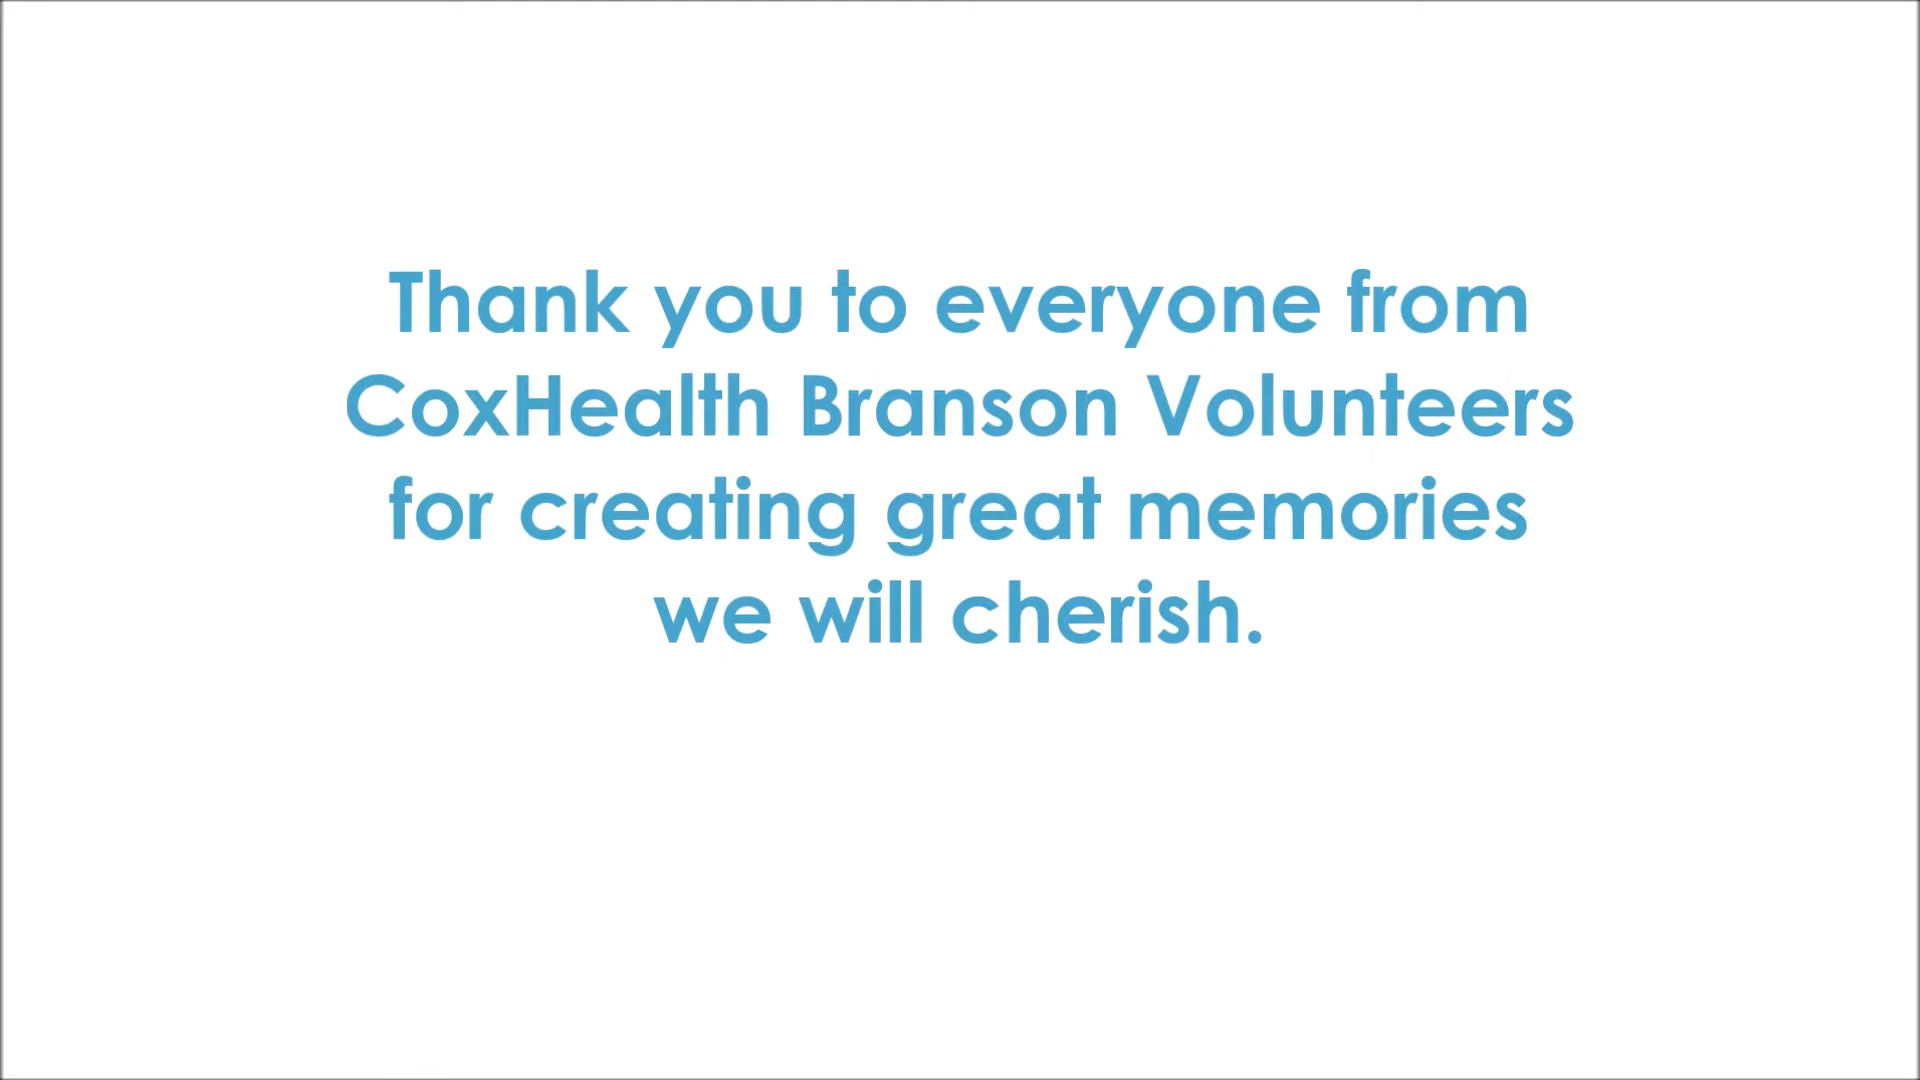 Thank you to everyone from
CoxHealth Branson Volunteers
for creating great memories
we will cherish.